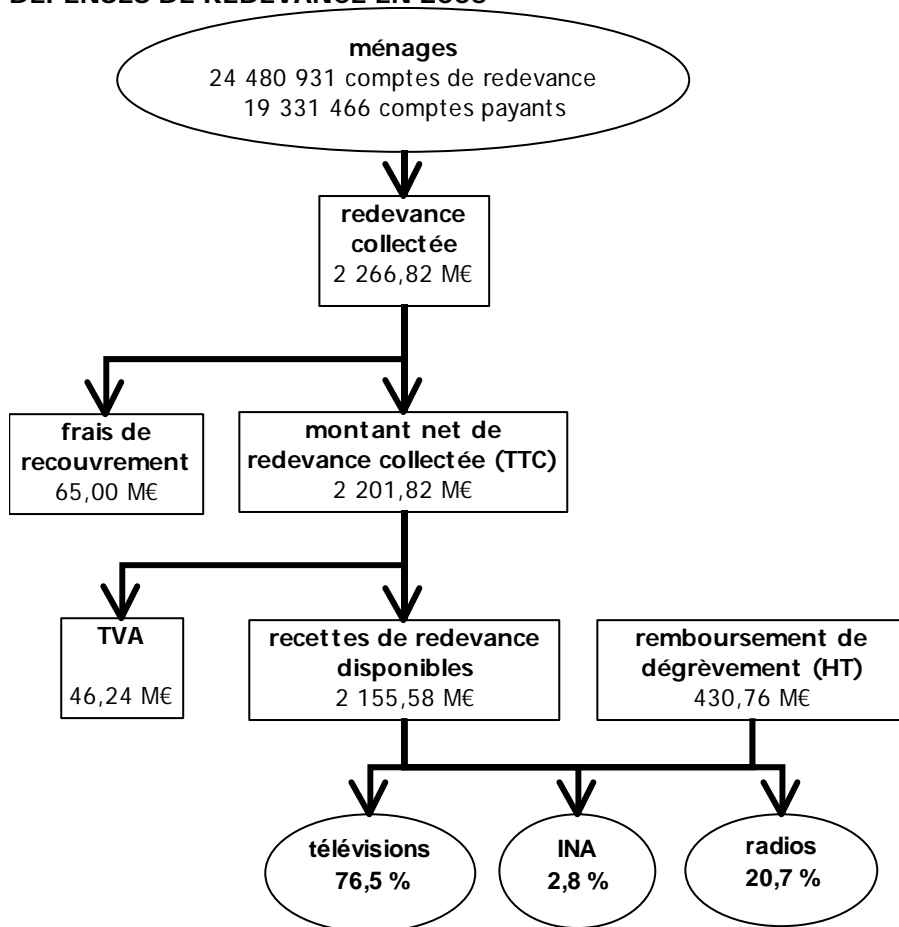 ménages
24 480 931 comptes de redevance
19 331 466 comptes payants
redevance
collectée
2 266,82 M€
frais de
recouvrement
65,00 M€
montant net de
redevance collectée (TTC)
2 201,82 M€
TVA
46,24 M€
recettes de redevance
disponibles
2 155,58 M€
remboursement de
dégrèvement (HT)
430,76 M€
télévisions
76,5 %
INA
2,8 %
radios
20,7 %